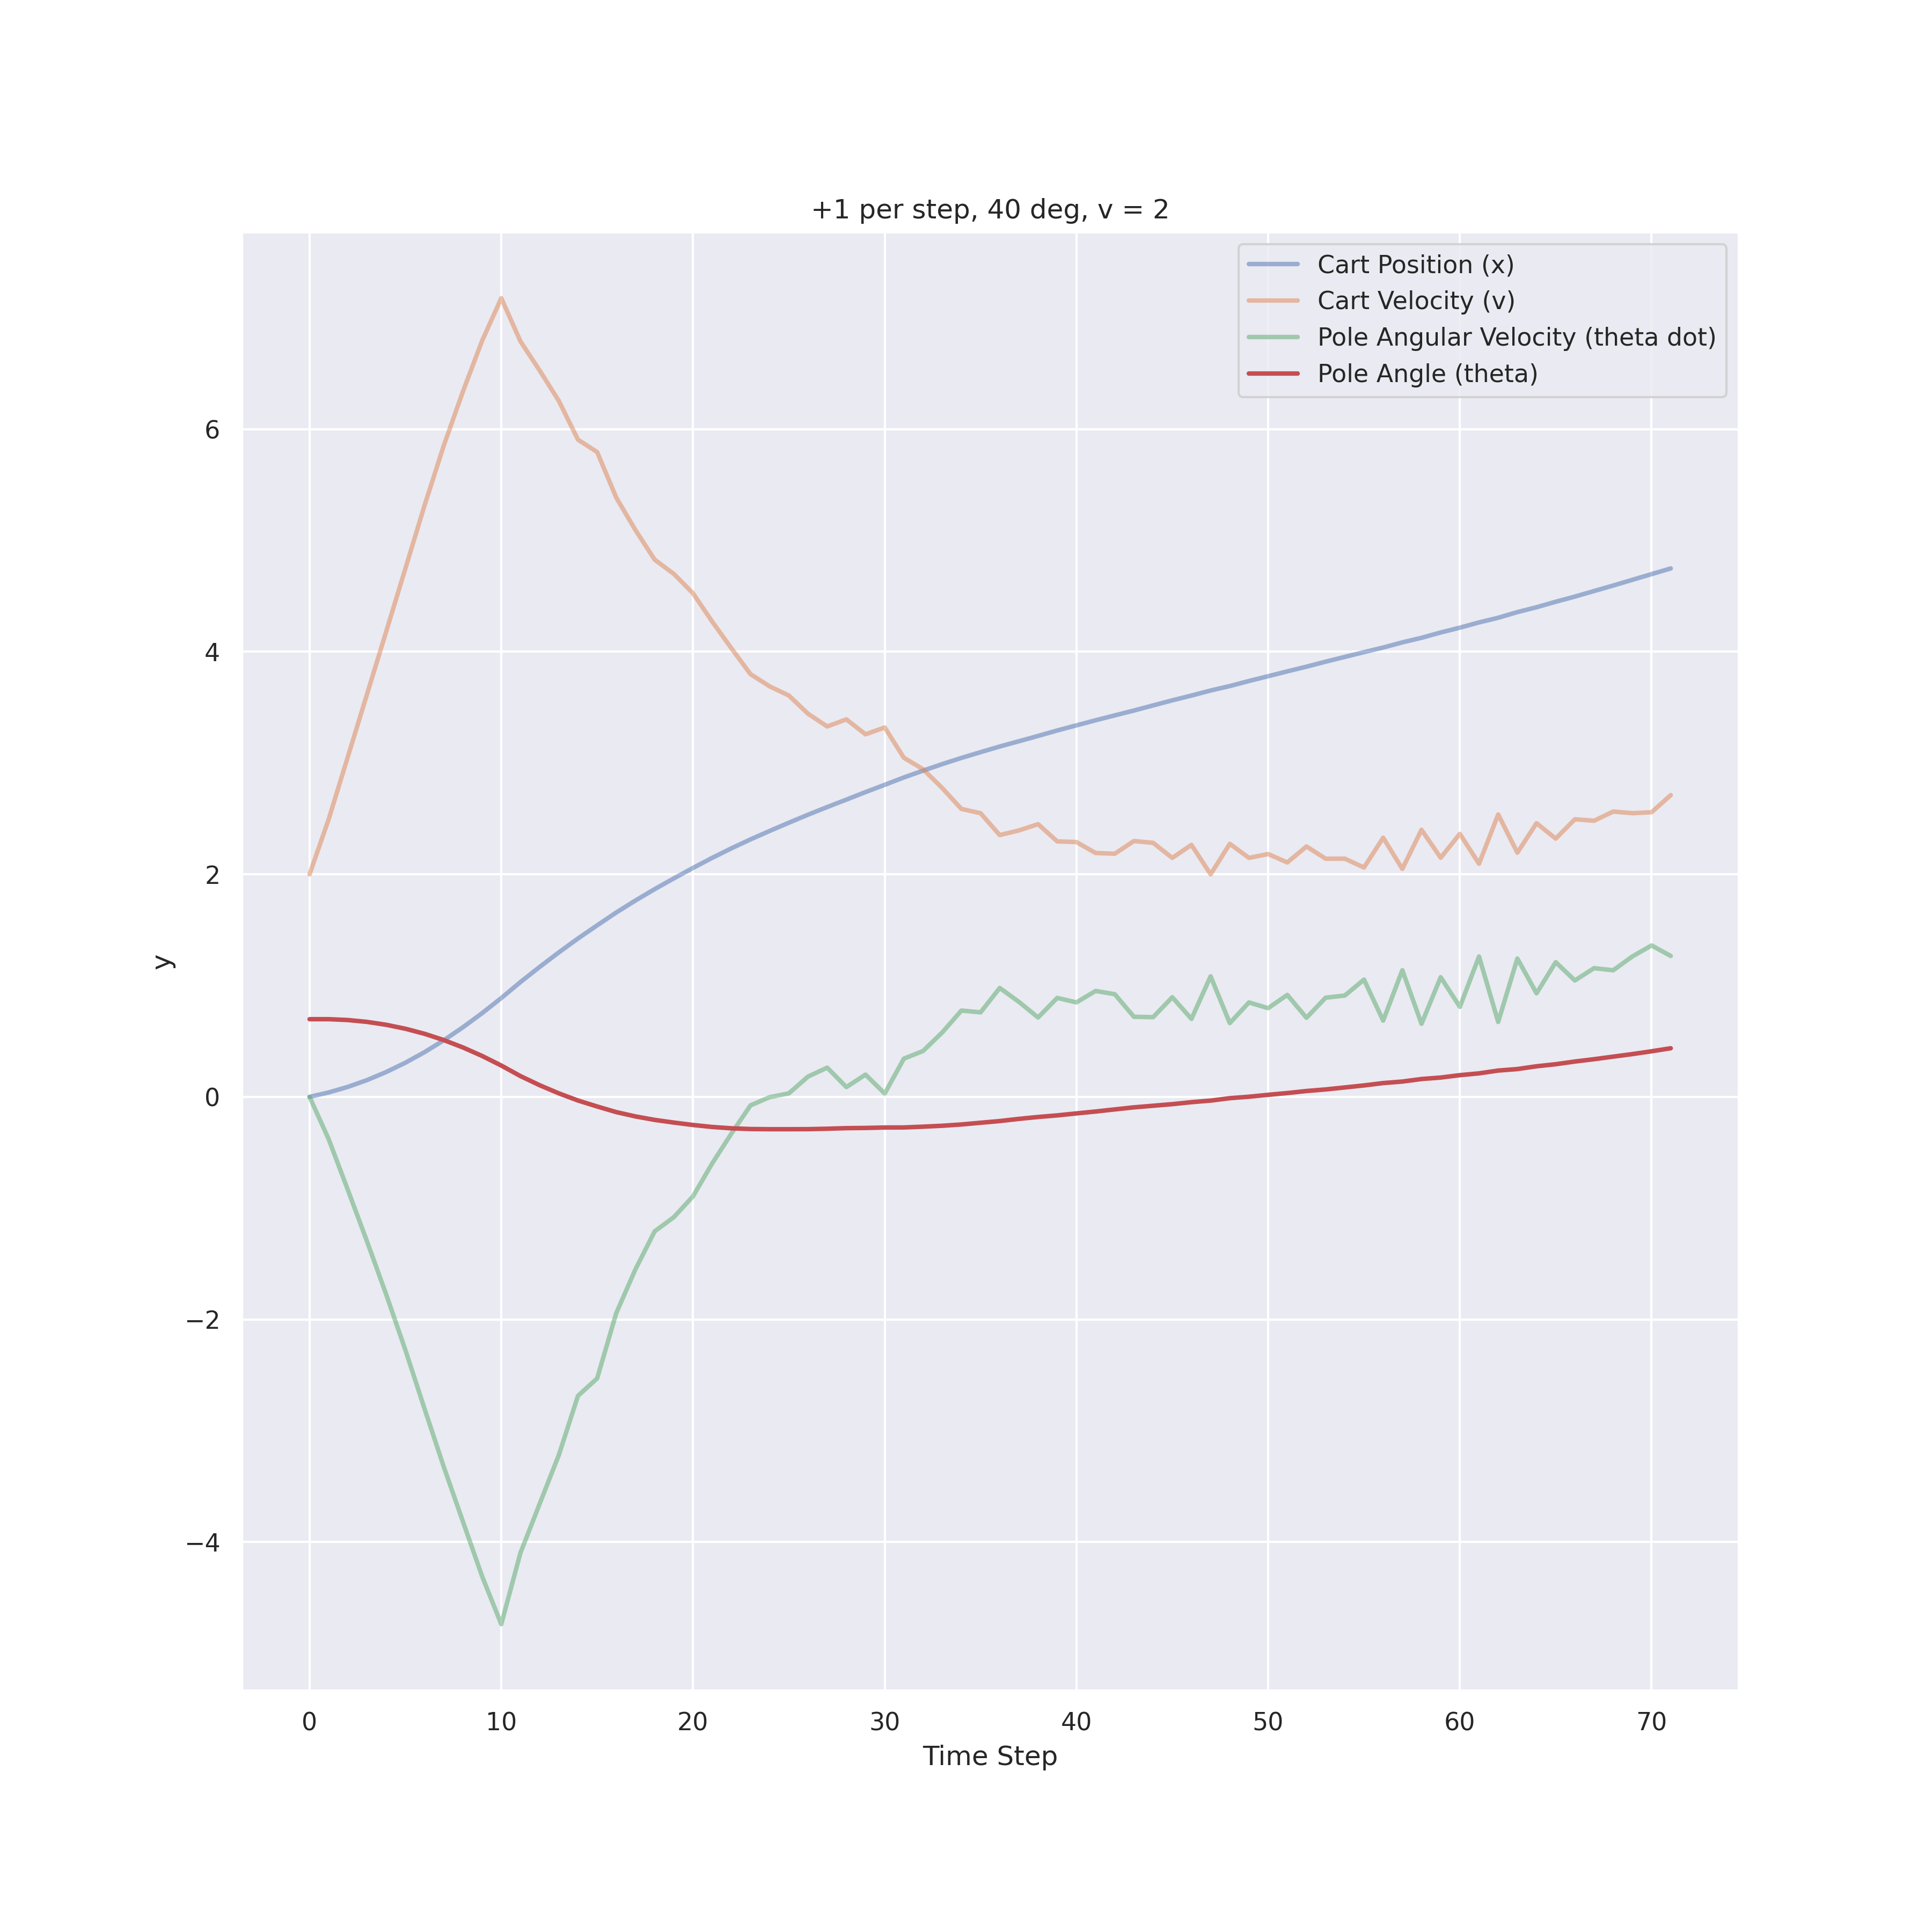 +1 per step, 40 deg, v = 2
Cart Position (x)
Cart Velocity (v)
Pole Angular Velocity (theta dot)
Pole Angle (theta)
6
4
2
0
−2
−4
y
0 10 20 30 40 50 60 70
Time Step